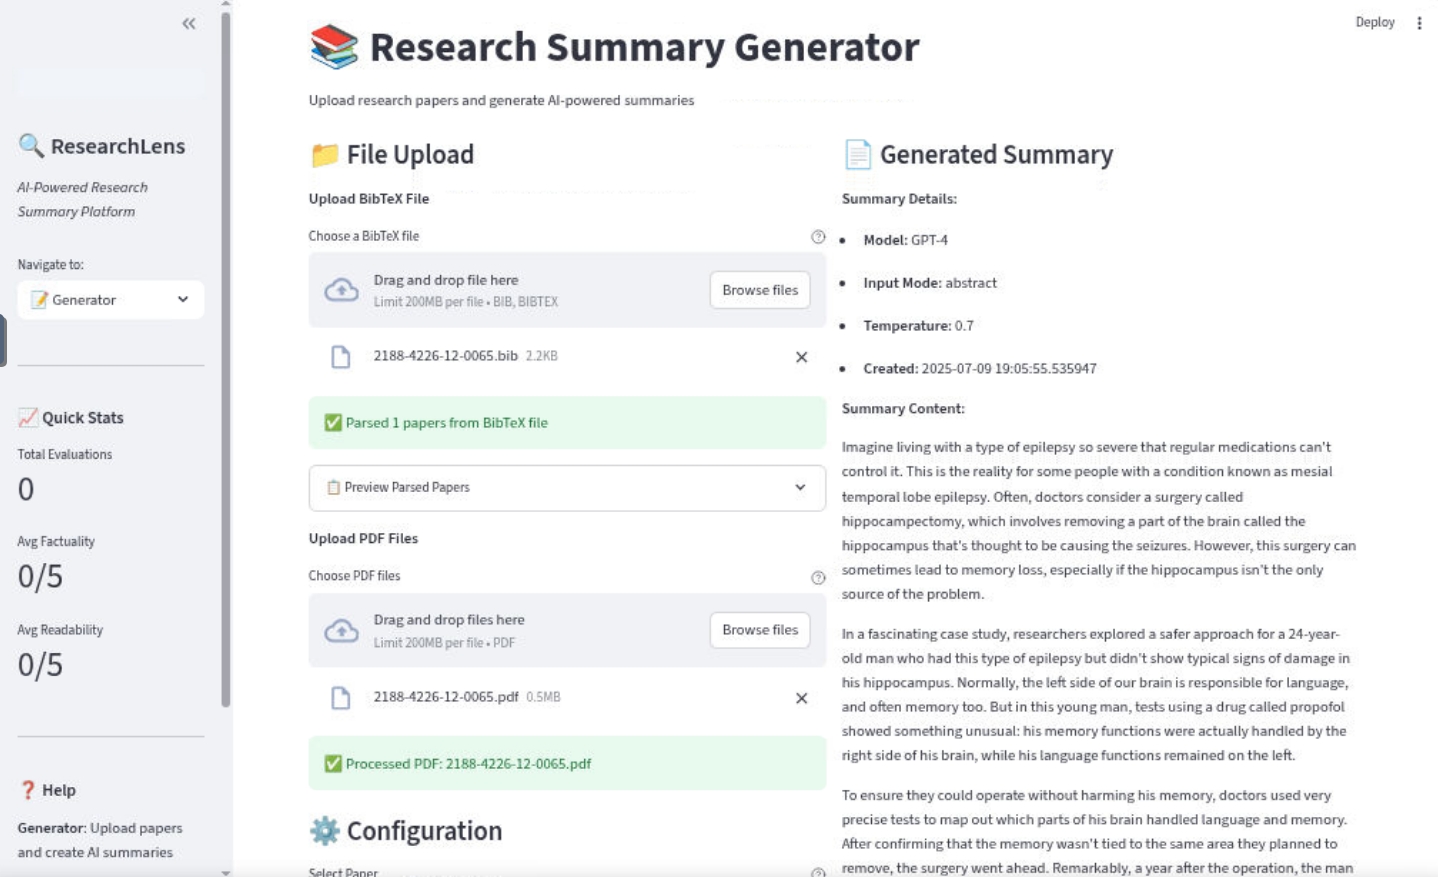 Deploy
ResearchLens
AI-Powered Research
Summary Platform
Navigate to:
Generator
Quick Stats
Total Evaluations
0
Avg Factuality
0/5
Avg Readability
0/5
Help
Generator: Upload papers
and create AI summaries
Research Summary Generator
Upload research papers and generate AI-powered summaries
File Upload
Upload BibTeX File
Choose a BibTeX file
Drag and drop file here
Limit 200MB per file • BIB, BIBTEX
Browse files
2188-4226-12-0065.bib 2.2KB
Parsed 1 papers from BibTeX file
Preview Parsed Papers
Upload PDF Files
Choose PDF files
Drag and drop files here
Limit 200MB per file • PDF
Browse files
2188-4226-12-0065.pdf 0.5MB
Processed PDF: 2188-4226-12-0065.pdf
Configuration
Select Paper
Generated Summary
Summary Details:
• Model: GPT-4
• Input Mode: abstract
• Temperature: 0.7
• Created: 2025-07-09 19:05:55.535947
Summary Content:
Imagine living with a type of epilepsy so severe that regular medications can't
control it. This is the reality for some people with a condition known as mesial
temporal lobe epilepsy. Often, doctors consider a surgery called
hippocampectomy, which involves removing a part of the brain called the
hippocampus that's thought to be causing the seizures. However, this surgery can
sometimes lead to memory loss, especially if the hippocampus isn't the only
source of the problem.
In a fascinating case study, researchers explored a safer approach for a 24-year-
old man who had this type of epilepsy but didn't show typical signs of damage in
his hippocampus. Normally, the left side of our brain is responsible for language,
and often memory too. But in this young man, tests using a drug called propofol
showed something unusual: his memory functions were actually handled by the
right side of his brain, while his language functions remained on the left.
To ensure they could operate without harming his memory, doctors used very
precise tests to map out which parts of his brain handled language and memory.
After confirming that the memory wasn't tied to the same area they planned to
remove, the surgery went ahead. Remarkably, a year after the operation, the man